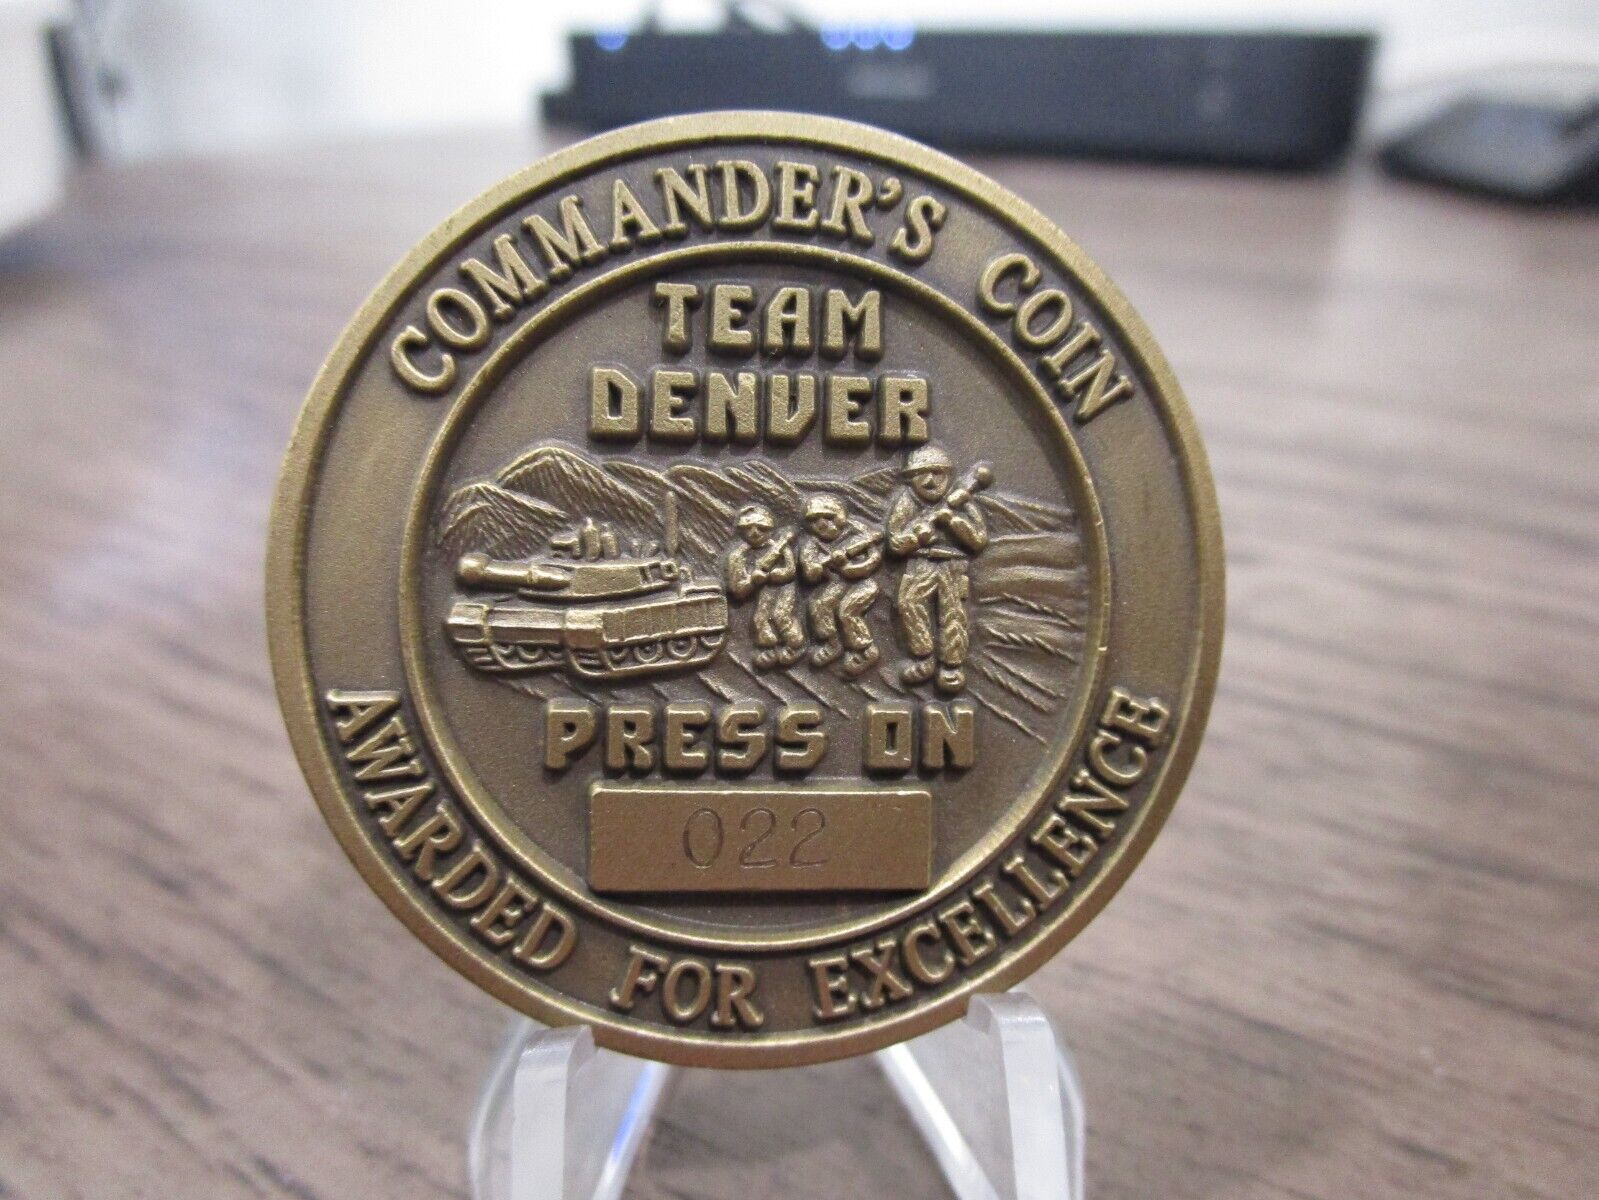 COMMANDER'S COIN
TEAM
DENVER
PRESS ON
022
AWARDED FOR EXCELLENCE